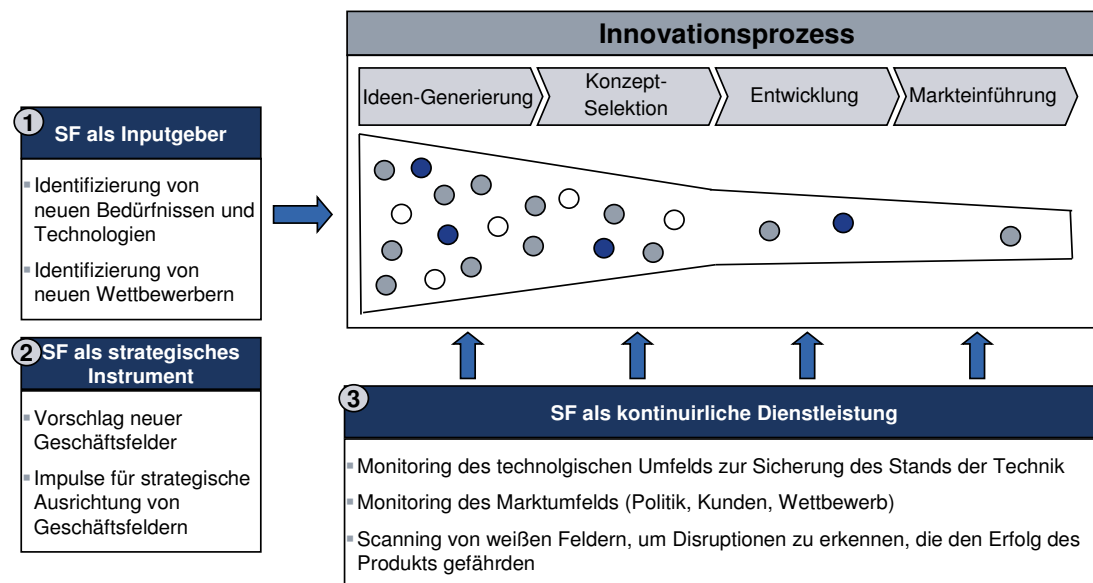 Innovationsprozess
Ideen-Generierung
Konzept-
Selektion
Entwicklung
Markteinführung
1
SF als Inputgeber
▪ Identifizierung von
neuen Bedürfnissen und
Technologien
▪ Identifizierung von
neuen Wettbewerbern
2
SF als strategisches
Instrument
▪ Vorschlag neuer
Geschäftsfelder
▪ Impulse für strategische
Ausrichtung von
Geschäftsfeldern
3
SF als kontinuirliche Dienstleistung
▪ Monitoring des technolgischen Umfelds zur Sicherung des Stands der Technik
▪ Monitoring des Marktumfelds (Politik, Kunden, Wettbewerb)
▪ Scanning von weißen Feldern, um Disruptionen zu erkennen, die den Erfolg des
Produkts gefährden